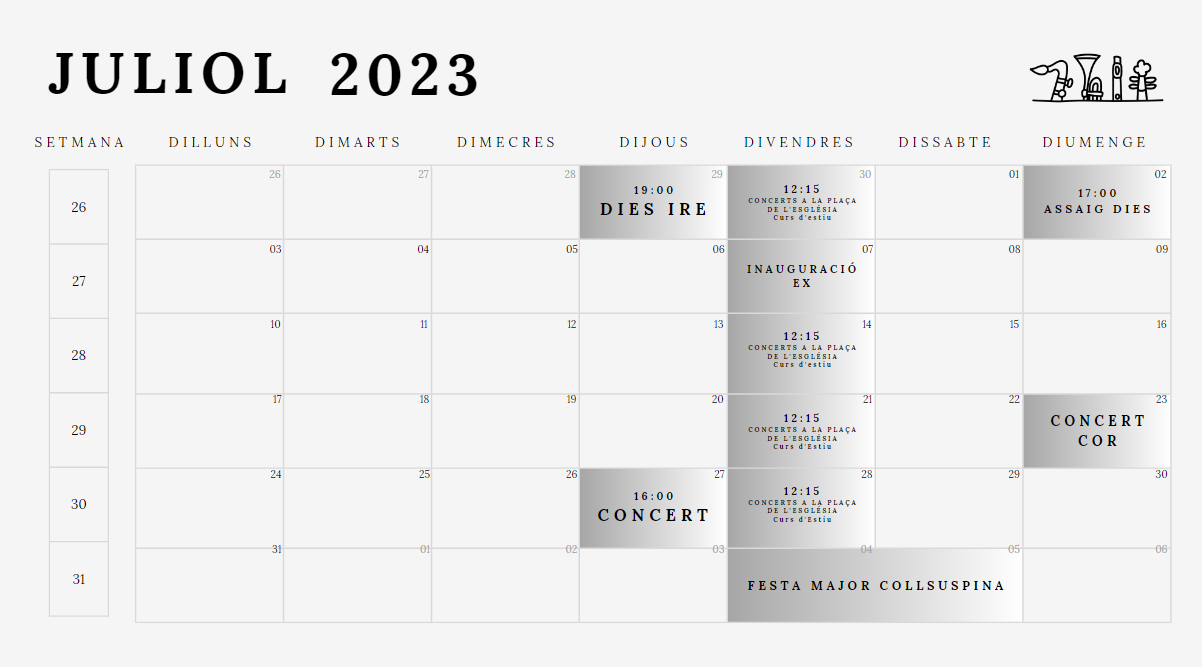 JULIOL 2023
SETMANA DILLUNS DIMARTS DIMECRES DIJOUS DIVENDRES DISSABTE DIUMENGE
26
26 27 28 29 30 01 02
19:00
DIES IRE
12:15
CONCERTS A LA PLAÇA
DE L'ESGLÉSIA
Curs d'estiu
17:00
ASSAIG DIES
27
03 04 05 06 07 08 09
INAUGURACIÓ
EX
28
10 11 12 13 14 15 16
12:15
CONCERTS A LA PLAÇA
DE L'ESGLÉSIA
Curs d'estiu
29
17 18 19 20 21 22 23
12:15
CONCERTS A LA PLAÇA
DE L'ESGLÉSIA
Curs d'Estiu
CONCERT
COR
30
24 25 26 27 28 29 30
16:00
CONCERT
12:15
CONCERTS A LA PLAÇA
DE L'ESGLÉSIA
Curs d'Estiu
31
31 01 02 03 04 05 06
FESTA MAJOR COLLSUSPINA